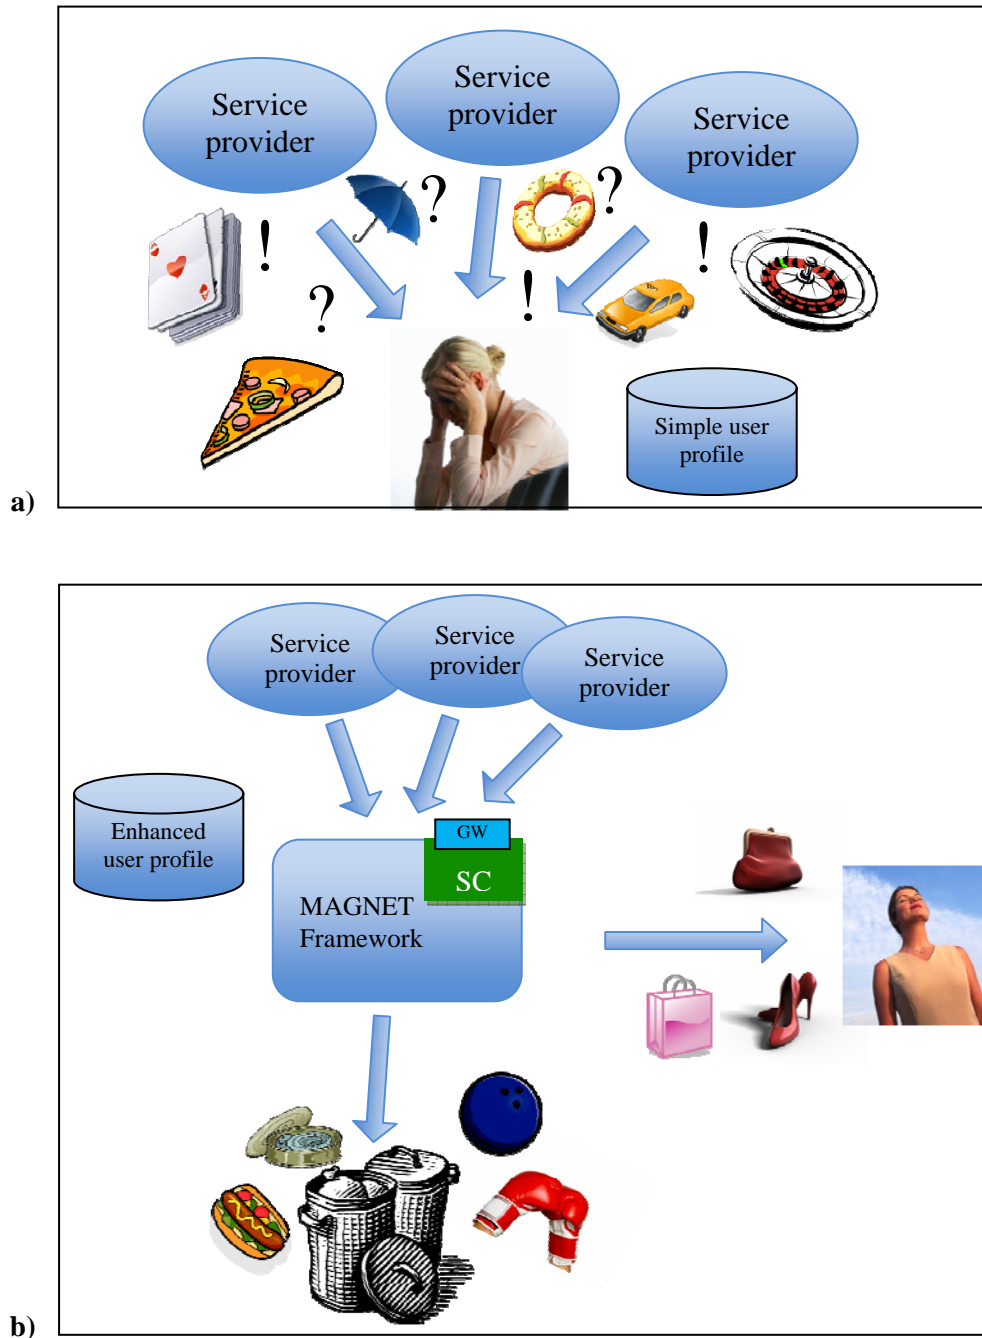 Service
provider
Service
provider
Service
provider
?
?
!
!
?
!
Simple user
profile
a)
Service
provider
Service
provider
Service
provider
Enhanced
user profile
GW
SC
MAGNET
Framework
b)